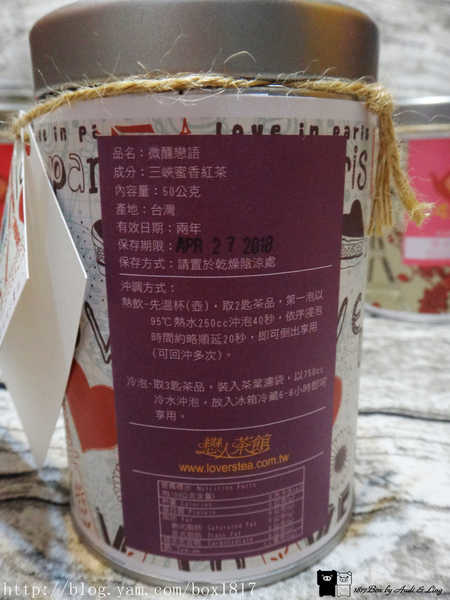 Love in paris
品名：微醺戀語
成分：三峽蜜香紅茶
內容量：50公克
產地：台灣
有效日期：兩年
保存期限：APR 27 2018
保存方式：請置於乾燥陰涼處
沖調方式：
熱飲-先溫杯(壺)，取2匙茶品，第一泡以
95℃熱水250cc沖泡40秒，依序浸泡
時間約略順延20秒，即可倒出享用
(可回沖多次)。
冷泡-取3匙茶品，裝入茶葉濾袋，以750cc
冷水沖泡，放入冰箱冷藏6-8小時即可
享用。
戀人茶館
www.loverstea.com.tw
Nutrition Facts
http://blog.yam.com/box1817
1817Box by Audi & Ling